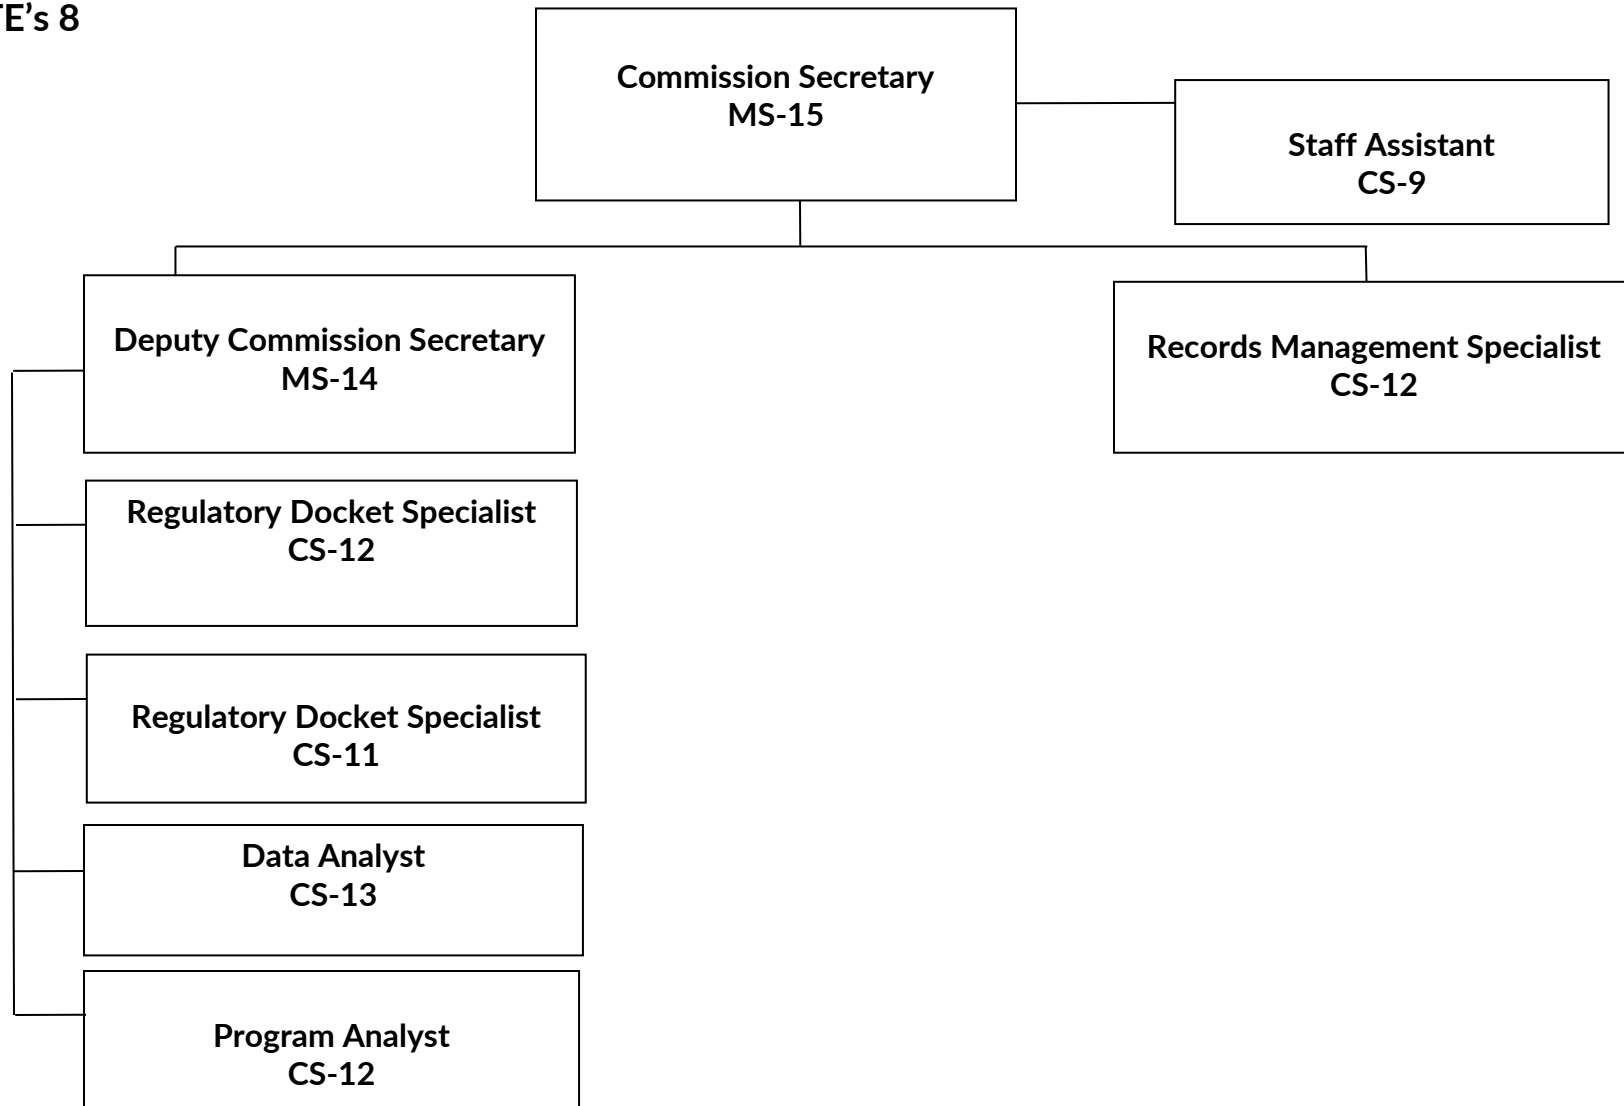 TE’s 8
Commission Secretary
MS-15
Staff Assistant
CS-9
Deputy Commission Secretary
MS-14
Records Management Specialist
CS-12
Regulatory Docket Specialist
CS-12
Regulatory Docket Specialist
CS-11
Data Analyst
CS-13
Program Analyst
CS-12